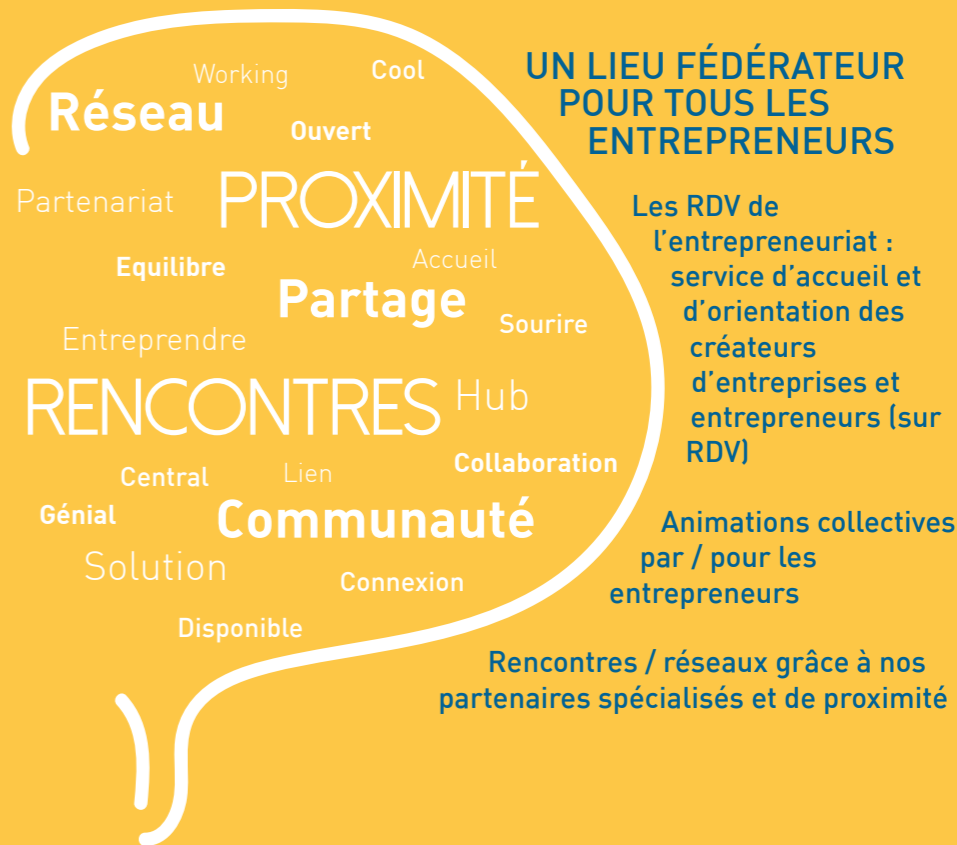 Working
Cool
Réseau
Ouvert
Partenariat
PROXIMITÉ
Equilibre
Accueil
Partage
Sourire
Entreprendre
RENCONTRES
Hub
Central
Lien
Collaboration
Génial
Communauté
Solution
Connexion
Disponible
UN LIEU FÉDÉRATEUR
POUR TOUS LES
ENTREPRENEURS
Les RDV de
l'entrepreneuriat :
service d'accueil et
d'orientation des
créateurs
d'entreprises et
entrepreneurs (sur
RDV)
Animations collectives
par / pour les
entrepreneurs
Rencontres / réseaux grâce à nos
partenaires spécialisés et de proximité